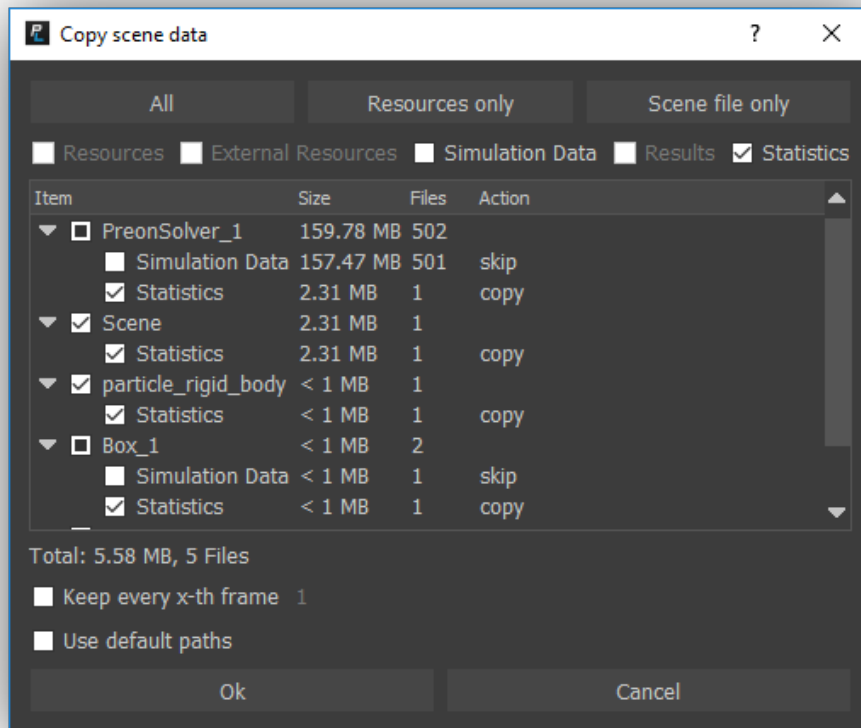 Copy scene data ?
All Resources only Scene file only
Resources External Resources Simulation Data Results Statistics
Item Size Files Action
PreonSolver_1 159.78 MB 502
Simulation Data 157.47 MB 501 skip
Statistics 2.31 MB 1 copy
Scene 2.31 MB 1
Statistics 2.31 MB 1 copy
particle_rigid_body < 1 MB 1
Statistics < 1 MB 1 copy
Box_1 < 1 MB 2
Simulation Data < 1 MB 1 skip
Statistics < 1 MB 1 copy
Total: 5.58 MB, 5 Files
Keep every x-th frame 1
Use default paths
Ok Cancel